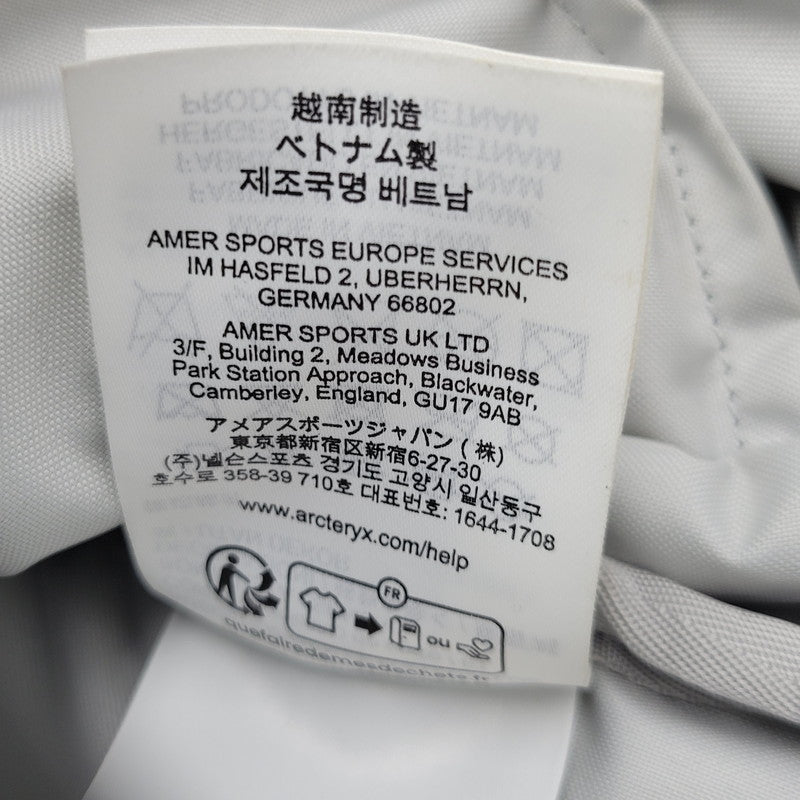 越南制造
ベトナム製
제조국명 베트남
AMER SPORTS EUROPE SERVICES
IM HASFELD 2, UBERHERRN,
GERMANY 66802
AMER SPORTS UK LTD
3/F, Building 2, Meadows Business
Park Station Approach, Blackwater,
Camberley, England, GU17 9AB
アメアスポーツジャパン (株)
東京都新宿区新宿6-27-30
(주)넬슨스포츠 경기도 고양시 일산동구
호수로 358-39 710호 대표번호: 1644-1708
www.arcteryx.com/help
FR
ou
quefairedemesdechets.fr